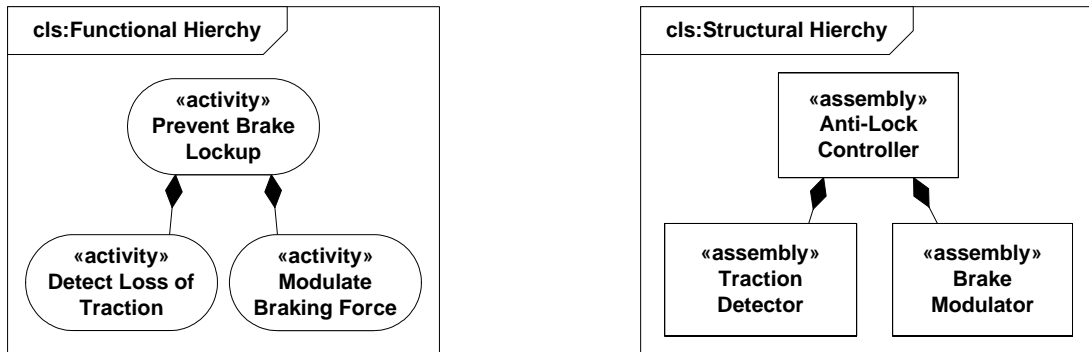 cls:Functional Hierchy
«activity»
Prevent Brake
Lockup
«activity»
Detect Loss of
Traction
«activity»
Modulate
Braking Force
cls:Structural Hierchy
«assembly»
Anti-Lock
Controller
«assembly»
Traction
Detector
«assembly»
Brake
Modulator